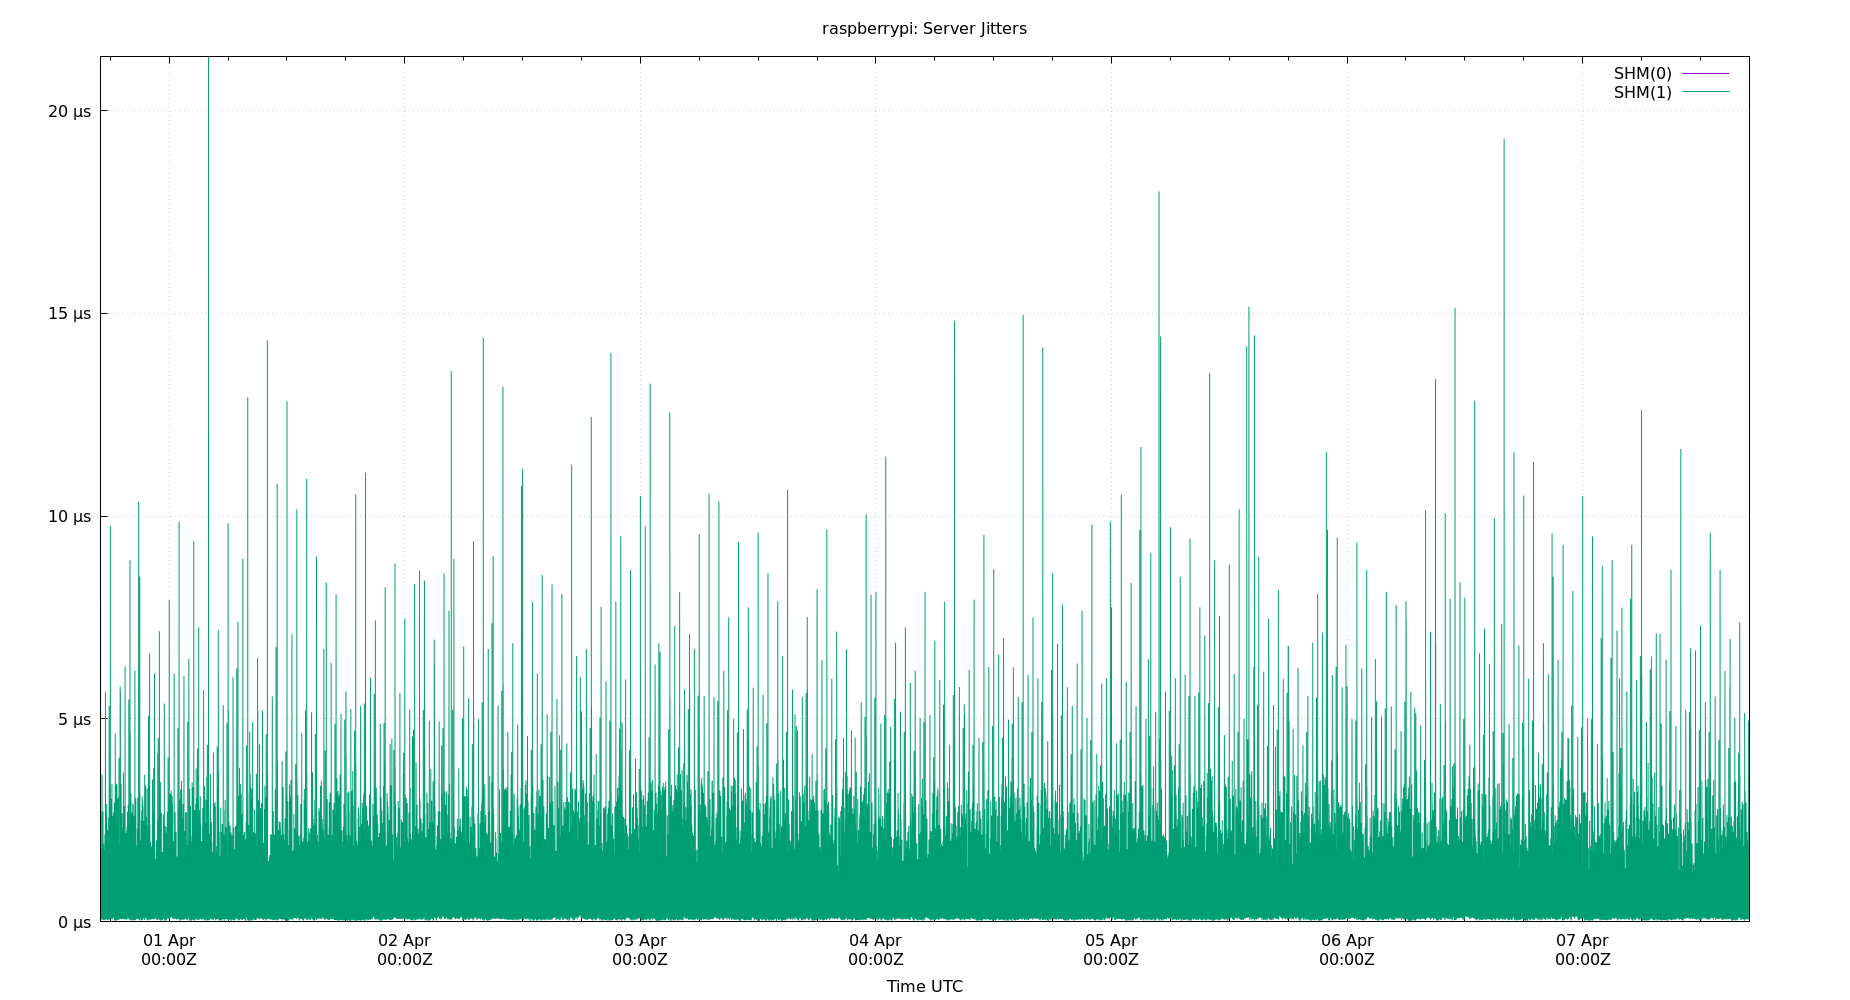 raspberrypi: Server Jitters
SHM(0)
SHM(1)
20 µs
15 µs
10 µs
5 µs
0 µs
01 Apr 02 Apr 03 Apr 04 Apr 05 Apr 06 Apr 07 Apr
00:00Z 00:00Z 00:00Z 00:00Z 00:00Z 00:00Z 00:00Z
Time UTC